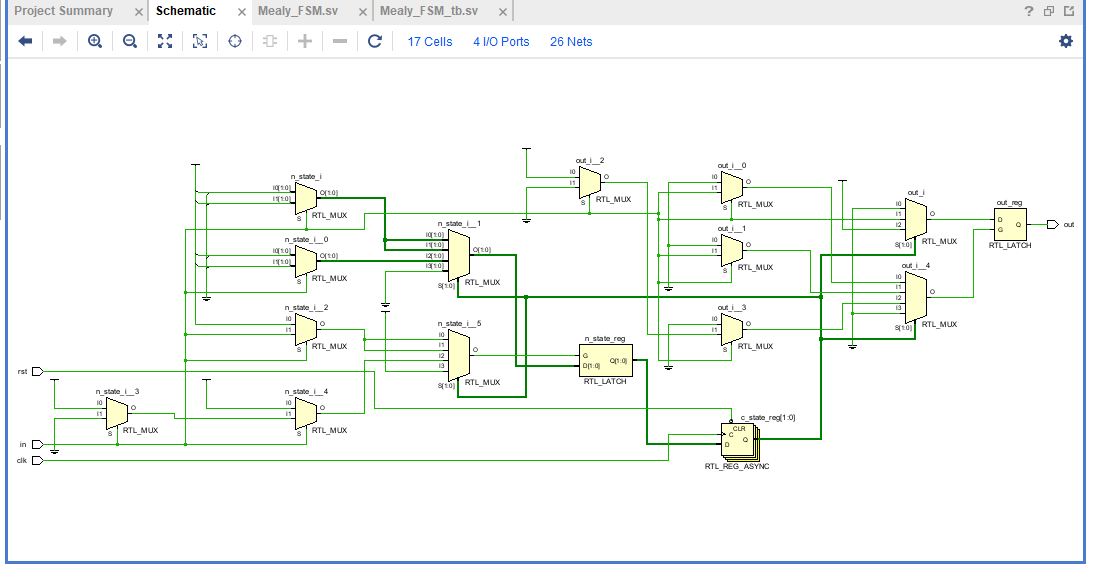 Project Summary
Schematic
Mealy_FSM.sv
Mealy_FSM_tb.sv
17 Cells
4 I/O Ports
26 Nets
n_state_i
I0[1:0]
I1[1:0]
O[1:0]
S
RTL_MUX
n_state_i__0
I0[1:0]
I1[1:0]
O[1:0]
S
RTL_MUX
n_state_i__1
I0[1:0]
I1[1:0]
I2[1:0]
I3[1:0]
O[1:0]
S[1:0]
RTL_MUX
n_state_i__2
I0
I1
O
S
RTL_MUX
n_state_i__3
I0
I1
O
S
RTL_MUX
n_state_i__4
I0
I1
O
S
RTL_MUX
n_state_i__5
I0
I1
I2
I3
O
S[1:0]
RTL_MUX
n_state_reg
G
D[1:0]
Q[1:0]
RTL_LATCH
out_i__2
I0
I1
O
S
RTL_MUX
out_i__0
I0
I1
O
S
RTL_MUX
out_i__1
I0
I1
O
S
RTL_MUX
out_i__3
I0
I1
O
S
RTL_MUX
out_i
I0
I1
I2
O
S[1:0]
RTL_MUX
out_i__4
I0
I1
I2
I3
O
S[1:0]
RTL_MUX
out_reg
D
G
Q
RTL_LATCH
out
c_state_reg[1:0]
CLR
C
D
Q
RTL_REG_ASYNC
rst
in
clk